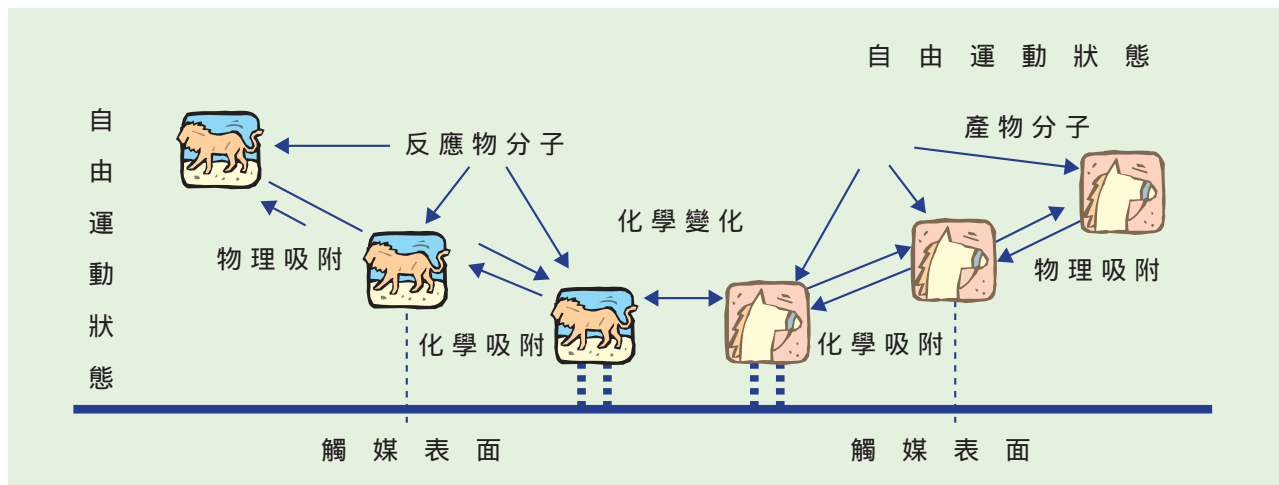 自由運動狀態
自由運動狀態
產物分子
反應物分子
化學變化
物理吸附
物理吸附
化學吸附
化學吸附
觸媒表面
觸媒表面